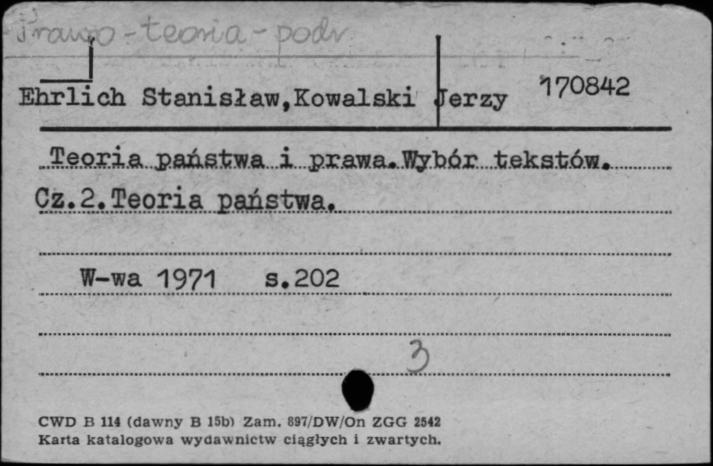 Prawo - teoria - podr
Ehrlich Stanisław,Kowalski Jerzy 170842
Teoria państwa i prawa.Wybór tekstów.
Cz.2.Teoria państwa.
W-wa 1971 s.202
3
CWD B 114 (dawny B 15b) Zam. 897/DW/On ZGG 2542
Karta katalogowa wydawnictw ciągłych i zwartych.